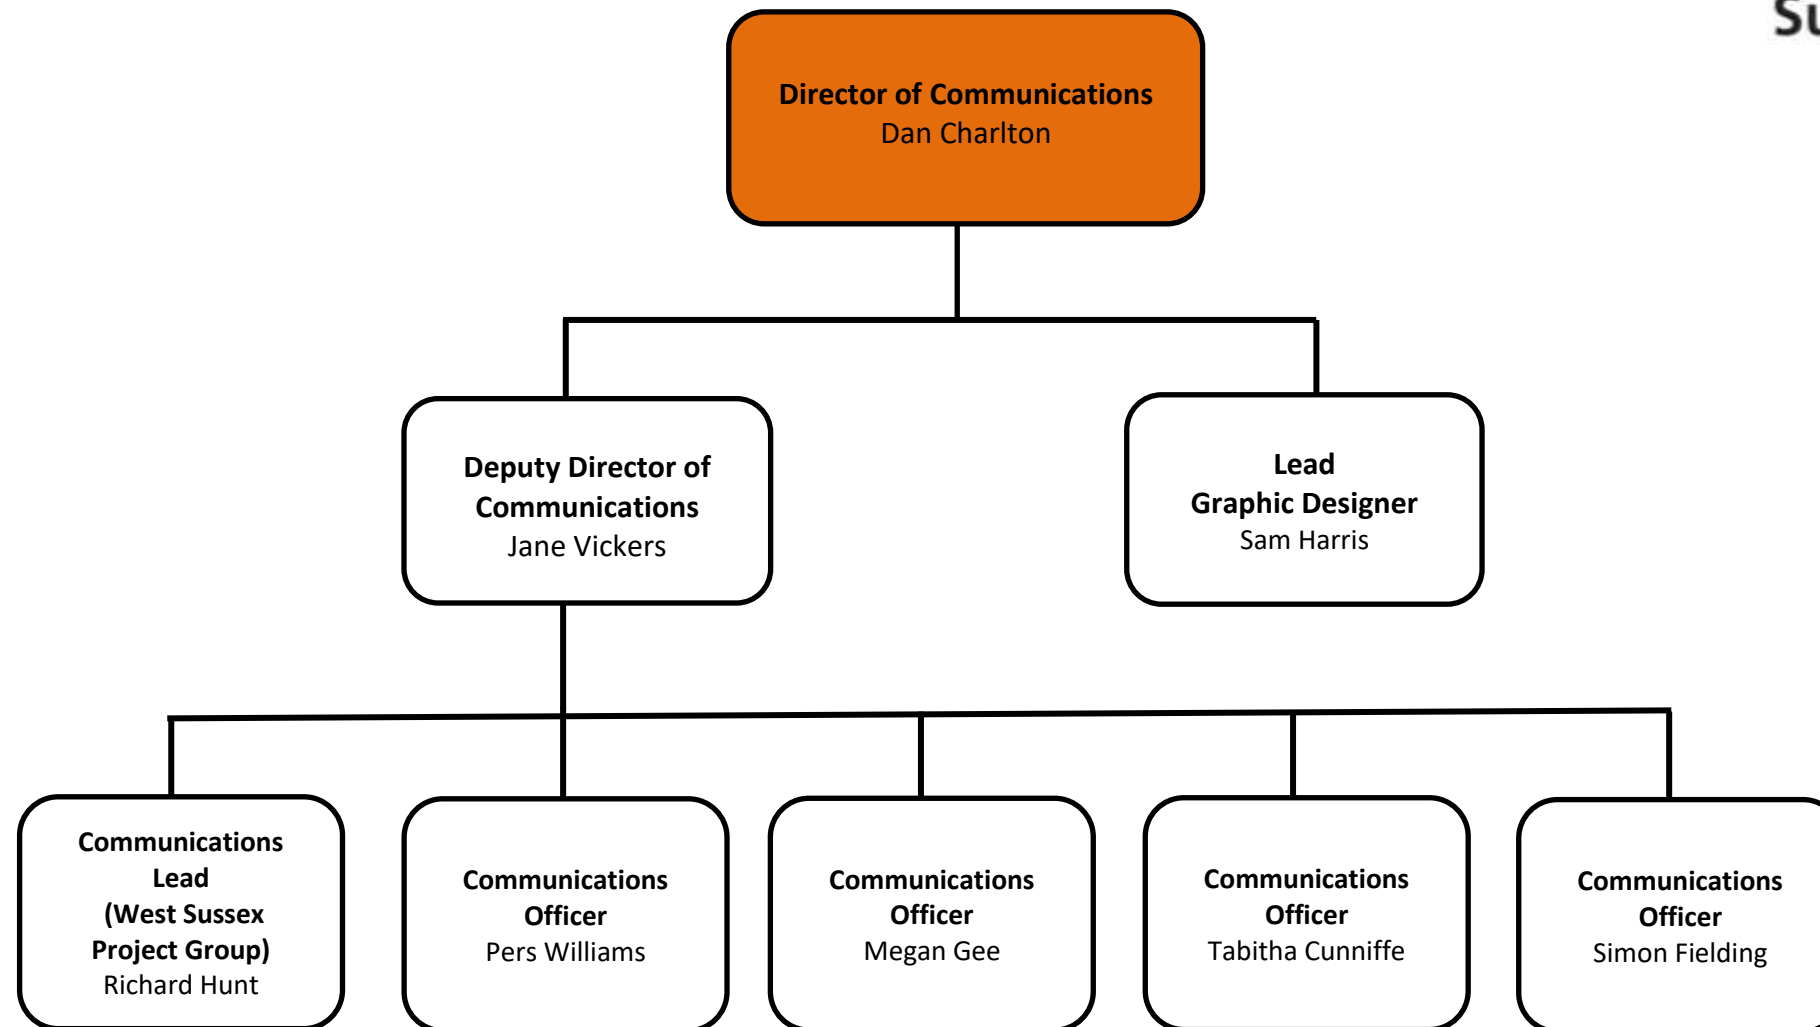 Su
Director of Communications
Dan Charlton
Deputy Director of
Communications
Jane Vickers
Lead
Graphic Designer
Sam Harris
Communications
Lead
(West Sussex
Project Group)
Richard Hunt
Communications
Officer
Pers Williams
Communications
Officer
Megan Gee
Communications
Officer
Tabitha Cunniffe
Communications
Officer
Simon Fielding